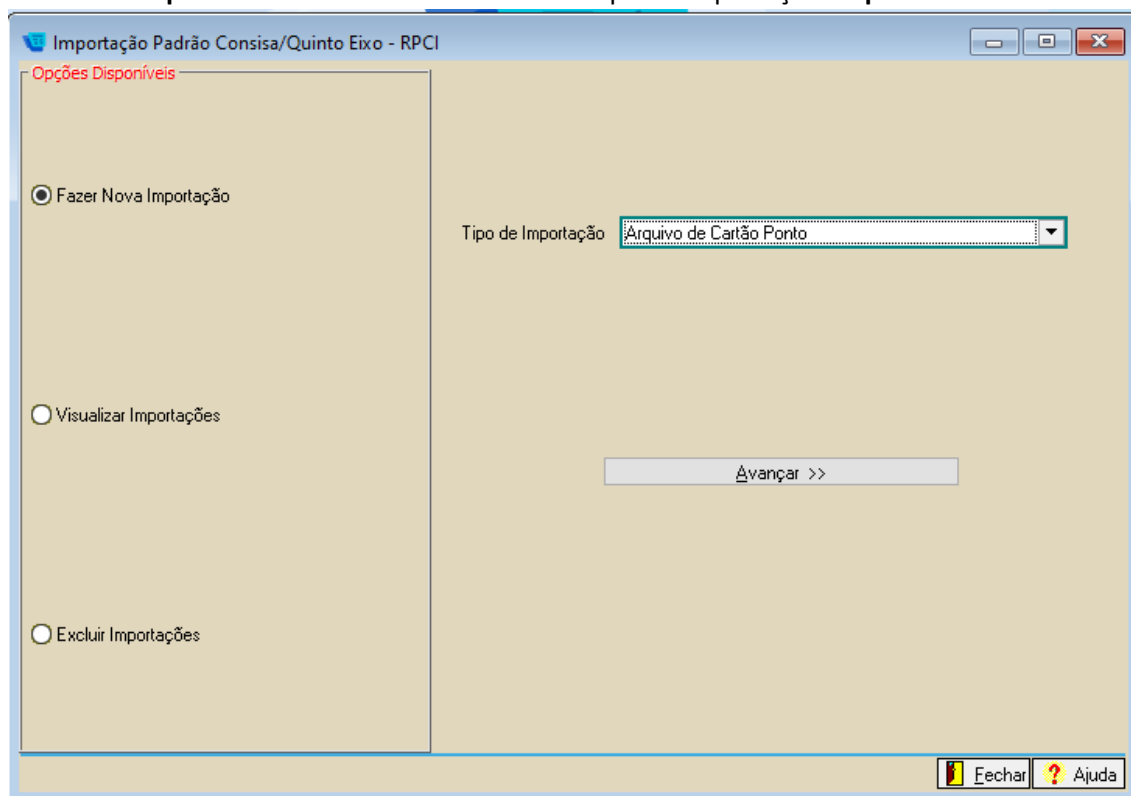 Importação Padrão Consisa/Quinto Eixo - RPCI
Opções Disponíveis
Fazer Nova Importação
Tipo de Importação Arquivo de Cartão Ponto
Visualizar Importações
Avançar >>
Excluir Importações
Fechar ? Ajuda